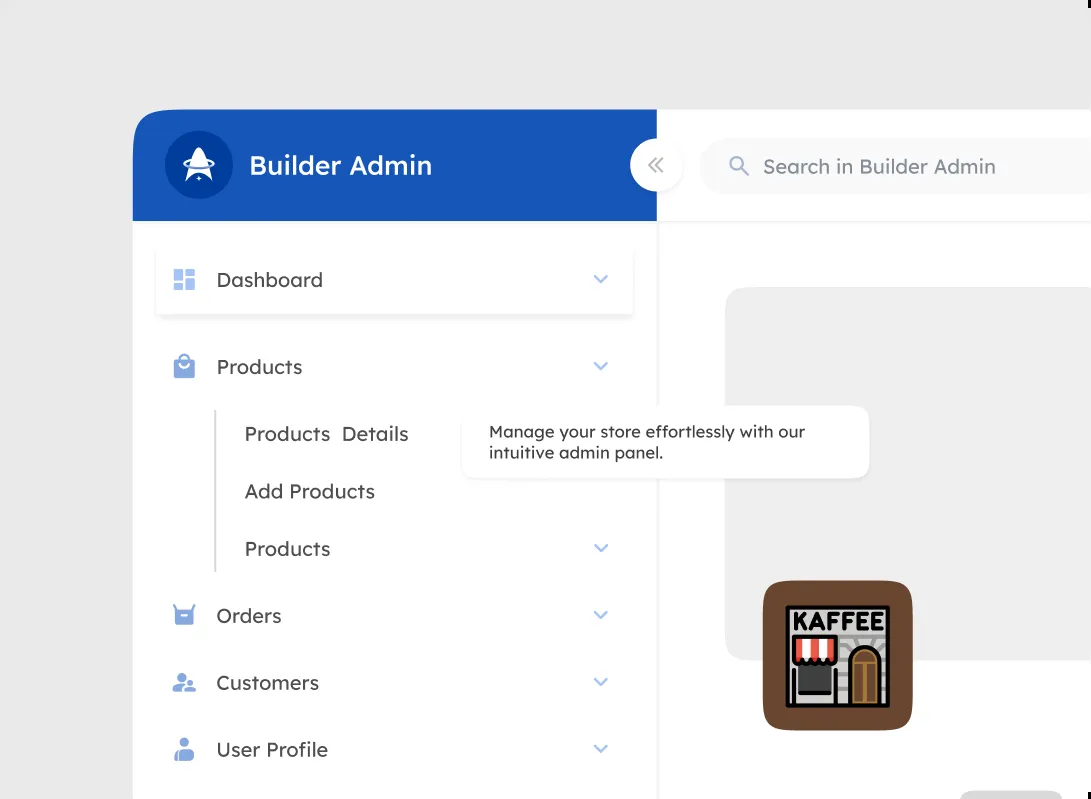 Builder Admin
Search in Builder Admin
Dashboard
Products
Products Details
Manage your store effortlessly with our
intuitive admin panel.
Add Products
Products
KAFFEE
Orders
Customers
User Profile